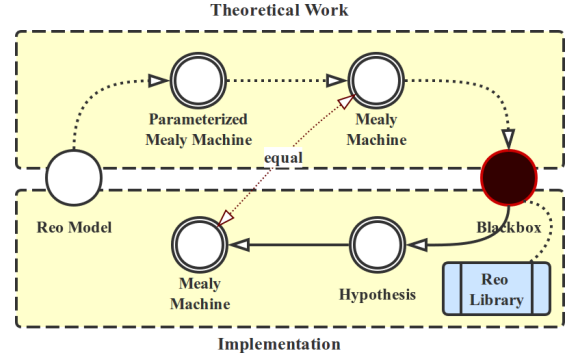 Theoretical Work
Parameterized
Mealy Machine
Mealy
Machine
equal
Reo Model
Blackbox
Mealy
Machine
Hypothesis
Reo
Library
Implementation